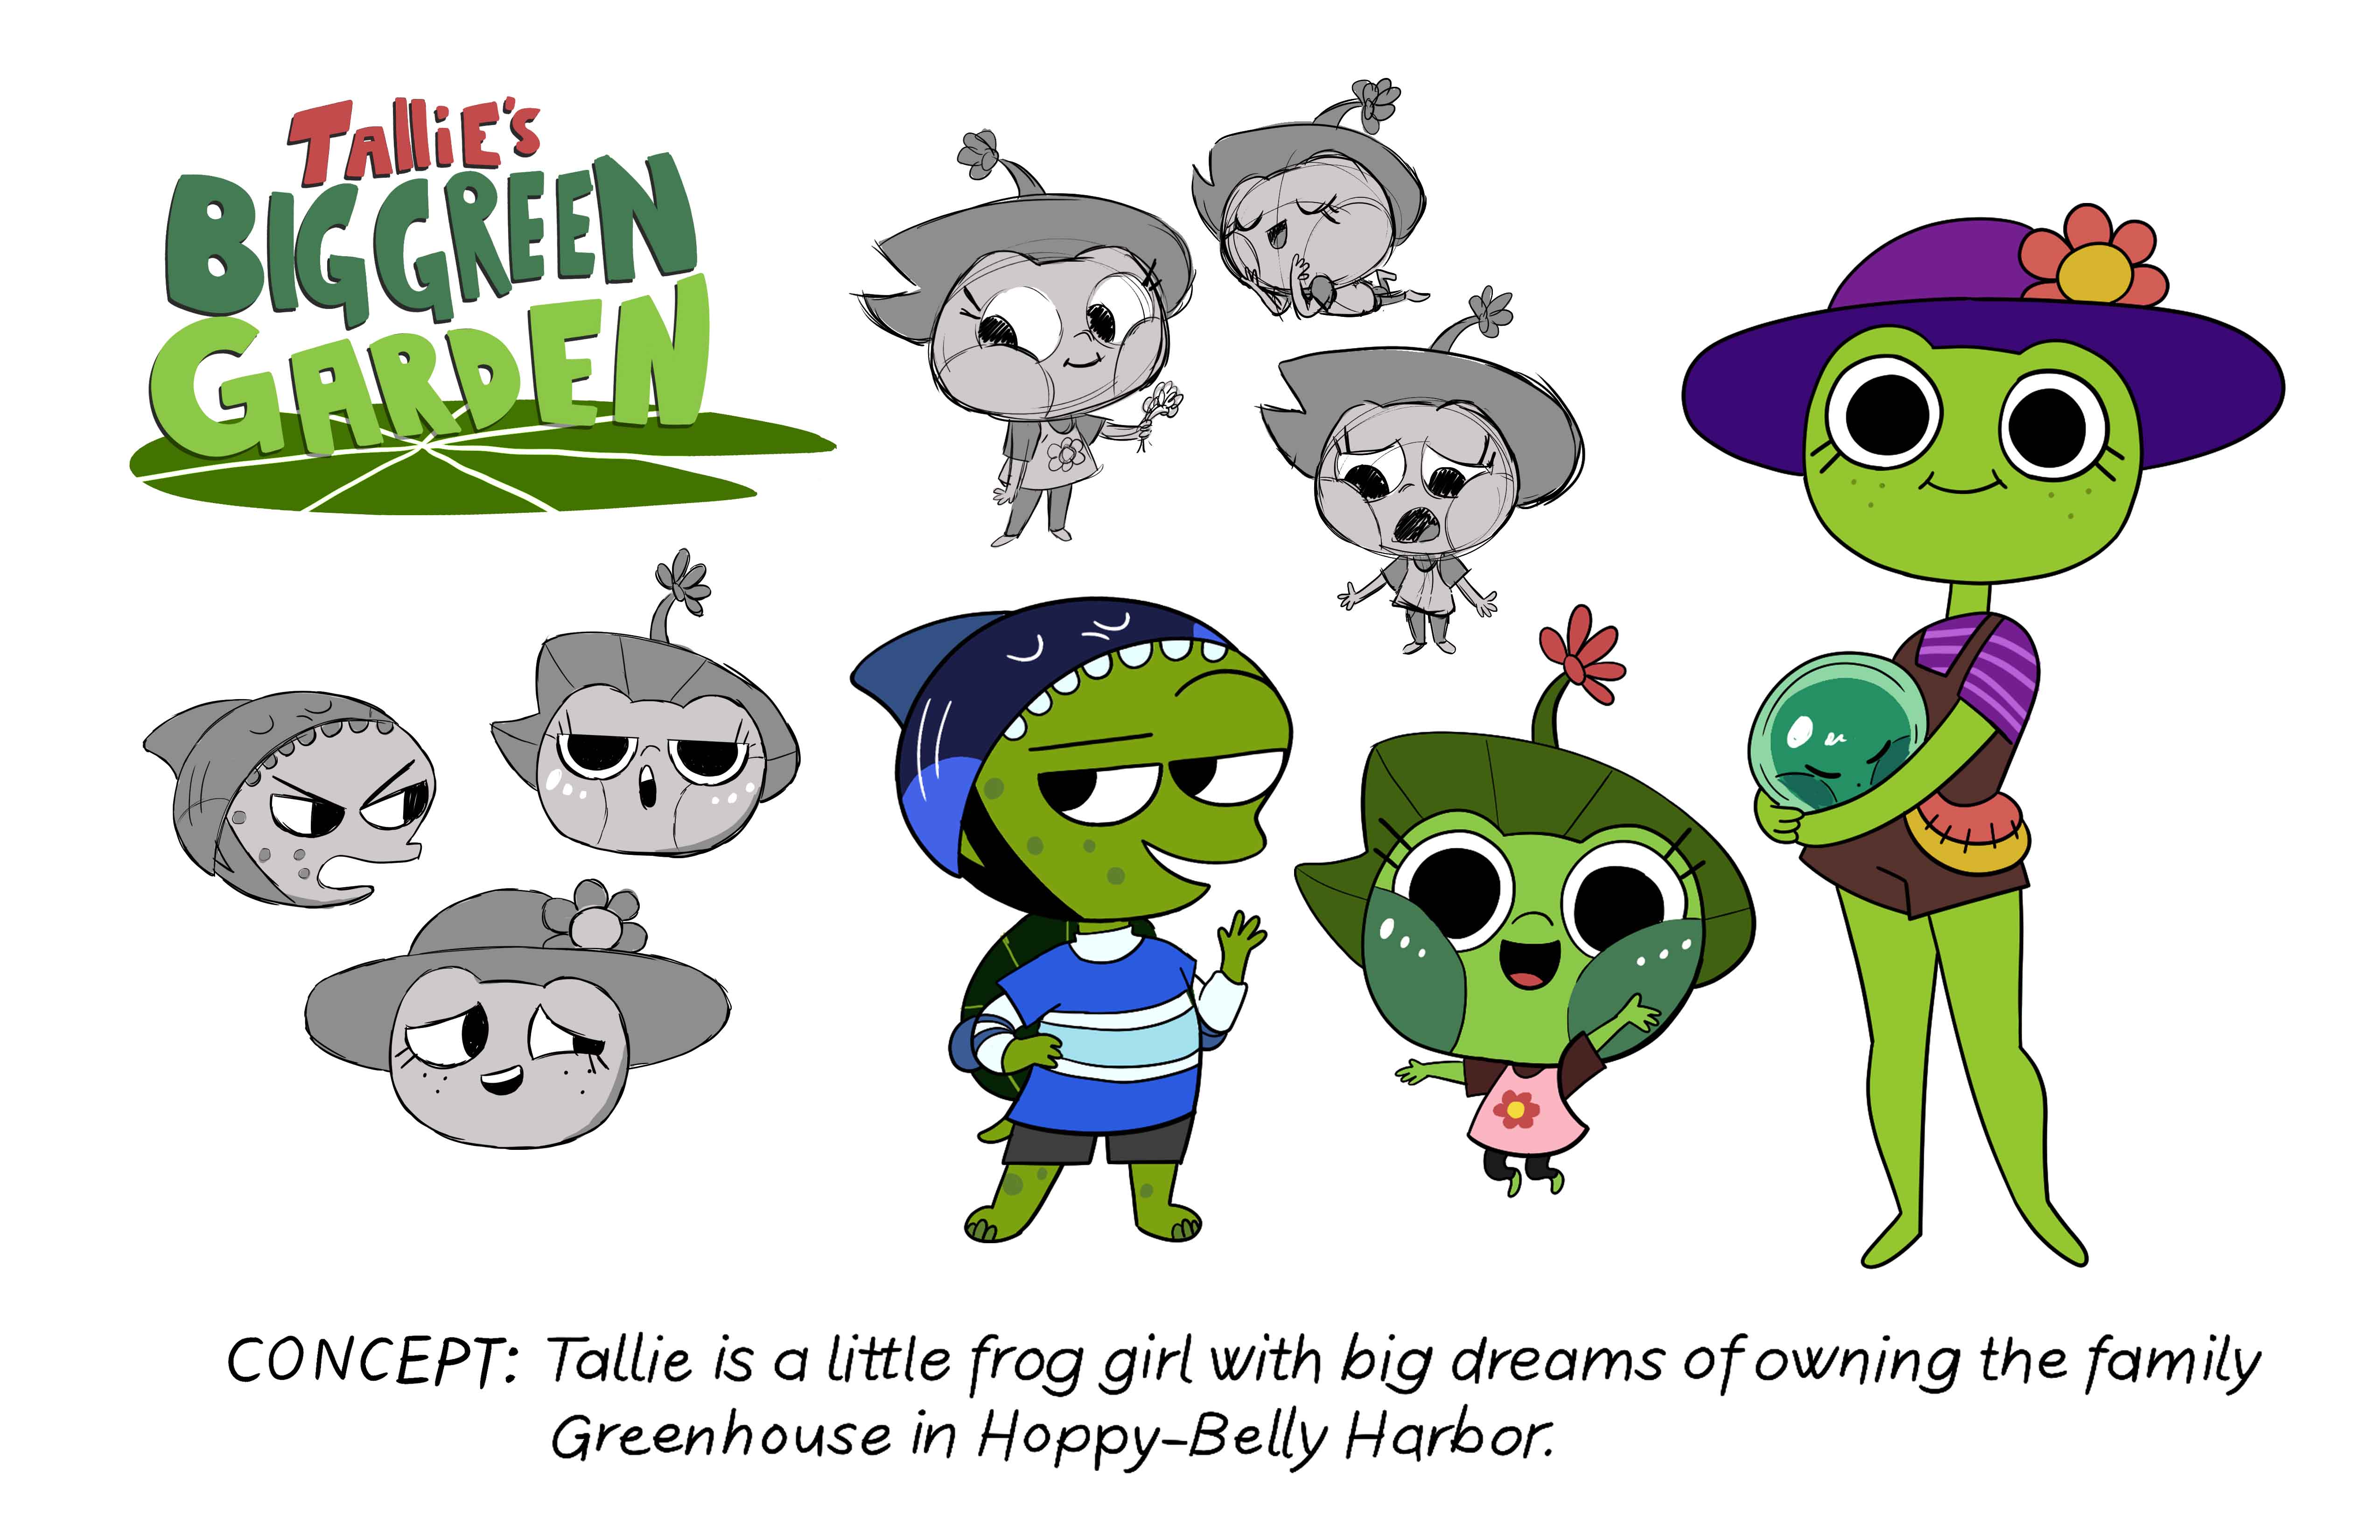 TALLiE's
BIG GREEN
GARDEN
CONCEPT: Tallie is a little frog girl with big dreams of owning the family
Greenhouse in Hoppy-Belly Harbor.